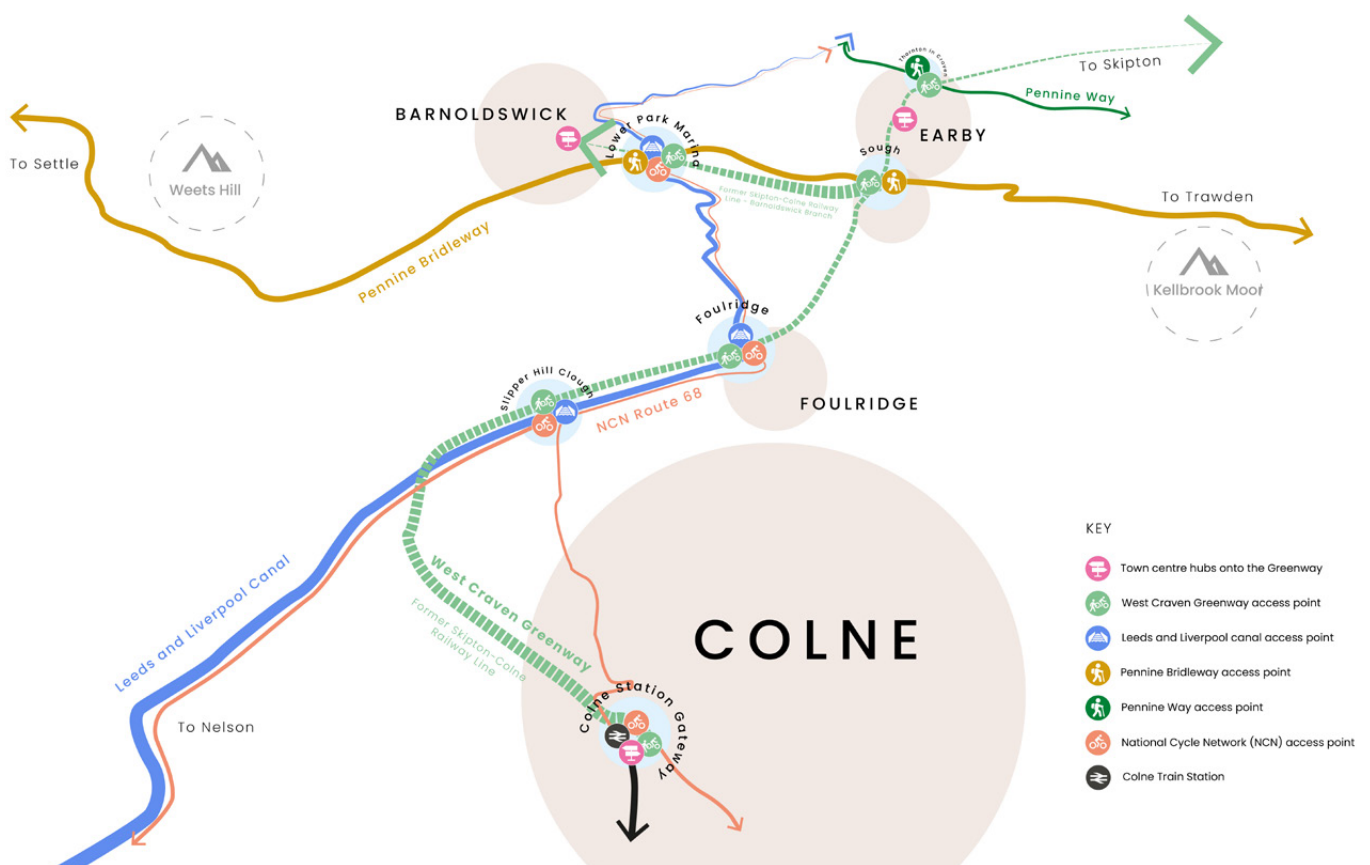 Thornton in Craven
To Skipton
Pennine Way
BARNOLDSWICK
Lower Park Marina
EARBY
Sough
To Settle
Weets Hill
Former Skipton-Colne Railway
Line - Barnoldswick Branch
To Trawden
Pennine Bridleway
Kellbrook Moor
Foulridge
Slipper Hill Clough
NCN Route 68
FOULRIDGE
Leeds and Liverpool Canal
West Craven Greenway
Former Skipton-Colne
Railway Line
COLNE
Colne Station Gateway
To Nelson
KEY
Town centre hubs onto the Greenway
West Craven Greenway access point
Leeds and Liverpool canal access point
Pennine Bridleway access point
Pennine Way access point
National Cycle Network (NCN) access point
Colne Train Station